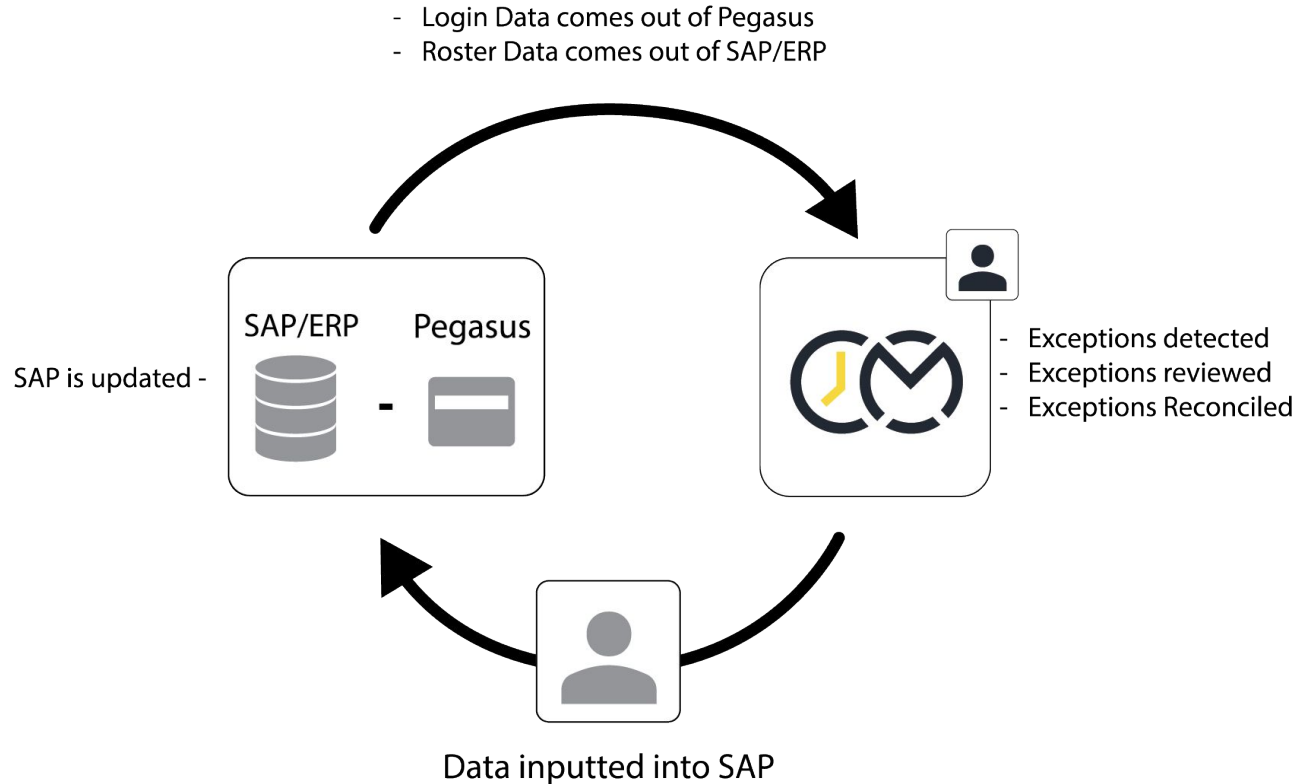 - Login Data comes out of Pegasus
- Roster Data comes out of SAP/ERP
SAP/ERP - Pegasus
SAP is updated -
- Exceptions detected
- Exceptions reviewed
- Exceptions Reconciled
Data inputted into SAP